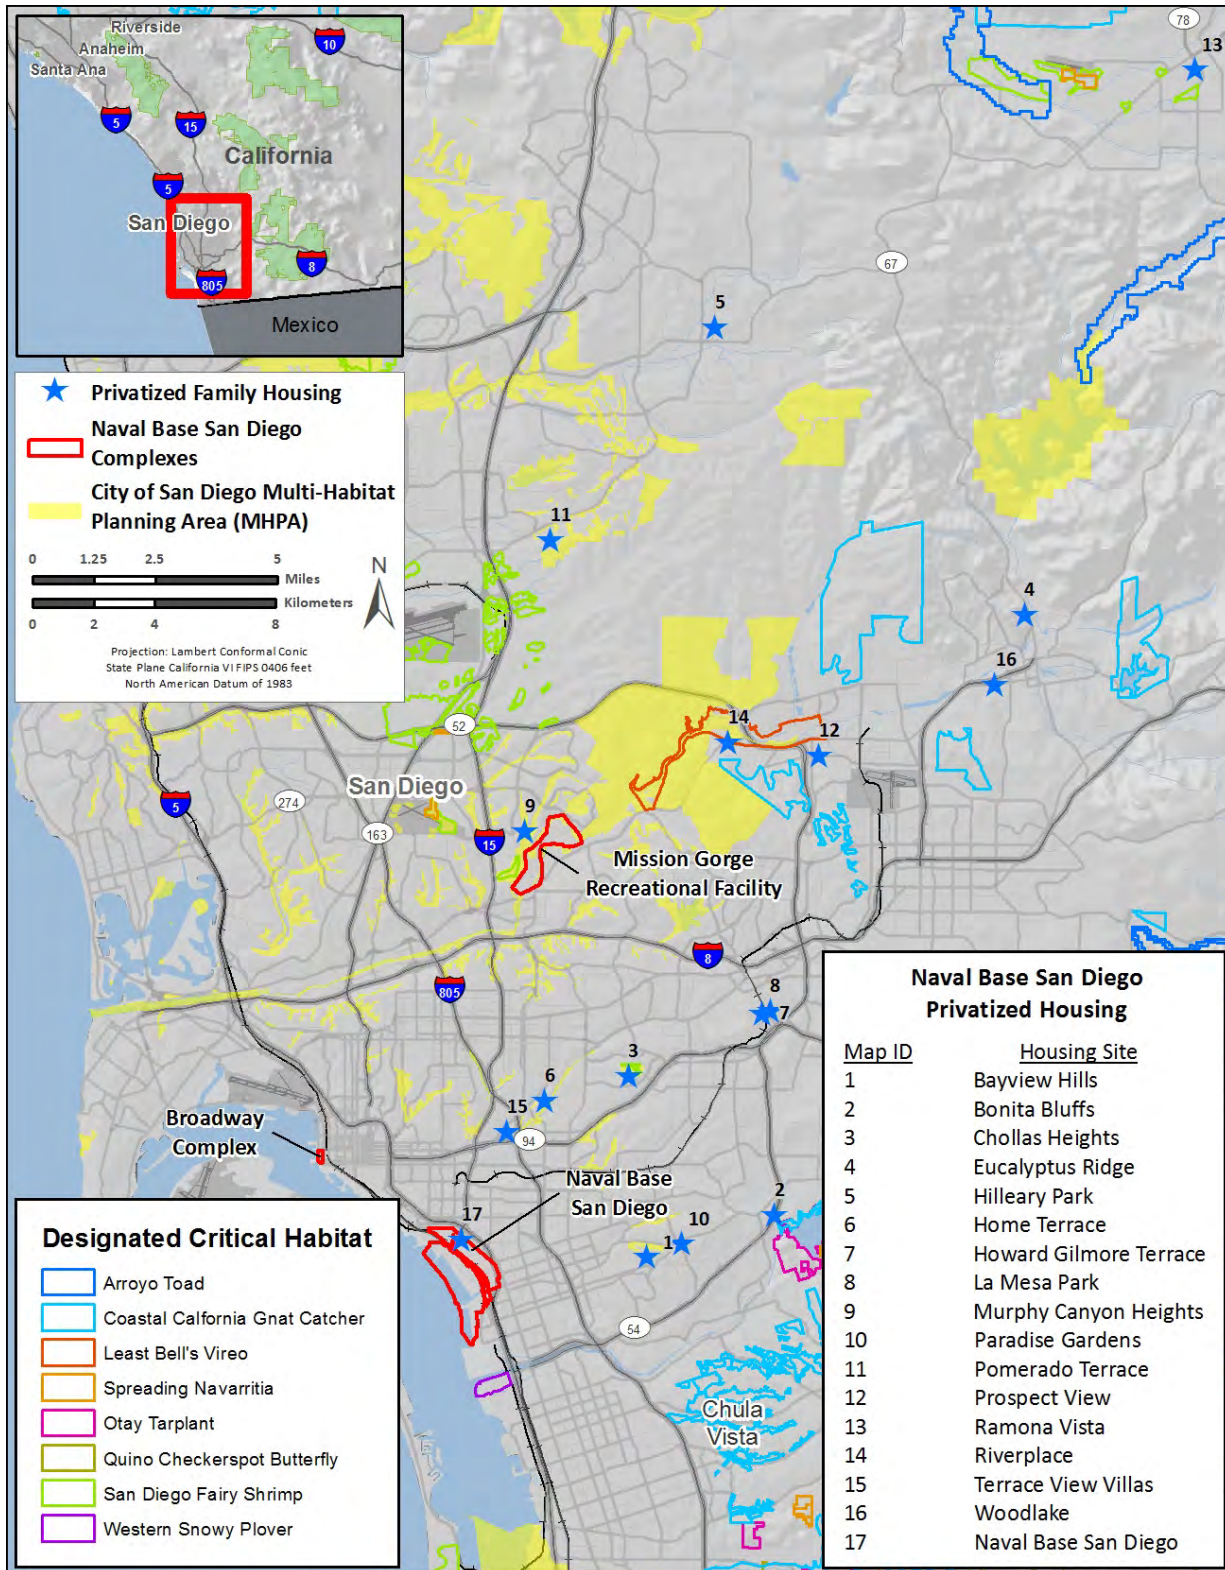 Riverside
Anaheim
Santa Ana
10
5
15
California
5
San Diego
8
805
Mexico
78
13
67
5
Privatized Family Housing
Naval Base San Diego
Complexes
City of San Diego Multi-Habitat
Planning Area (MHPA)
0 1.25 2.5 5
Miles
Kilometers
0 2 4 8
N
Projection: Lambert Conformal Conic
State Plane California VI FIPS 0406 feet
North American Datum of 1983
11
4
16
14
12
52
San Diego
5
274
163
15
9
Mission Gorge
Recreational Facility
8
805
8
7
3
6
15
94
Broadway
Complex
Naval Base
San Diego
17
2
10
1
54
Chula
Vista
Designated Critical Habitat
Arroyo Toad
Coastal Calfornia Gnat Catcher
Least Bell's Vireo
Spreading Navarritia
Otay Tarplant
Quino Checkerspot Butterfly
San Diego Fairy Shrimp
Western Snowy Plover
Naval Base San Diego
Privatized Housing
Map ID Housing Site
1 Bayview Hills
2 Bonita Bluffs
3 Chollas Heights
4 Eucalyptus Ridge
5 Hilleary Park
6 Home Terrace
7 Howard Gilmore Terrace
8 La Mesa Park
9 Murphy Canyon Heights
10 Paradise Gardens
11 Pomerado Terrace
12 Prospect View
13 Ramona Vista
14 Riverplace
15 Terrace View Villas
16 Woodlake
17 Naval Base San Diego